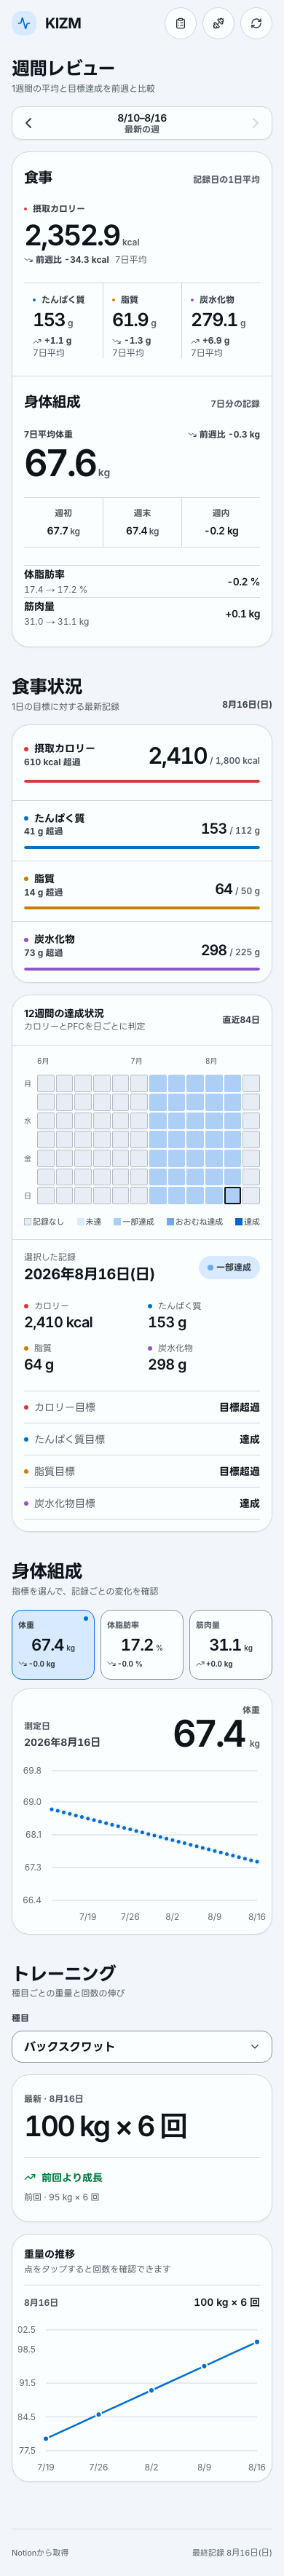 KIZM
週間レビュー
1週間の平均と目標達成を前週と比較
8/10–8/16
最新の週
食事
記録日の1日平均
摂取カロリー
2,352.9 kcal
前週比 -34.3 kcal 7日平均
たんぱく質 脂質 炭水化物
153 g 61.9 g 279.1 g
+1.1 g -1.3 g +6.9 g
7日平均 7日平均 7日平均
身体組成
7日分の記録
7日平均体重
前週比 -0.3 kg
67.6 kg
週初 週末 週内
67.7 kg 67.4 kg -0.2 kg
体脂肪率
17.4 → 17.2 %
-0.2 %
筋肉量
31.0 → 31.1 kg
+0.1 kg
食事状況
1日の目標に対する最新記録
8月16日(日)
摂取カロリー
610 kcal 超過
2,410 / 1,800 kcal
たんぱく質
41 g 超過
153 / 112 g
脂質
14 g 超過
64 / 50 g
炭水化物
73 g 超過
298 / 225 g
12週間の達成状況
カロリーとPFCを日ごとに判定
直近84日
6月 7月 8月
月
水
金
日
記録なし 未達 一部達成 おおむね達成 達成
選択した記録
2026年8月16日(日)
一部達成
カロリー たんぱく質
2,410 kcal 153 g
脂質 炭水化物
64 g 298 g
カロリー目標 目標超過
たんぱく質目標 達成
脂質目標 目標超過
炭水化物目標 達成
身体組成
指標を選んで、記録ごとの変化を確認
体重 体脂肪率 筋肉量
67.4 kg 17.2 % 31.1 kg
-0.0 kg -0.0 % +0.0 kg
体重
測定日
2026年8月16日
67.4 kg
69.8
69.0
68.1
67.3
66.4
7/19 7/26 8/2 8/9 8/16
トレーニング
種目ごとの重量と回数の伸び
種目
バックスクワット
最新 · 8月16日
100 kg × 6 回
前回より成長
前回 · 95 kg × 6 回
重量の推移
点をタップすると回数を確認できます
8月16日 100 kg × 6 回
02.5
98.5
91.5
84.5
77.5
7/19 7/26 8/2 8/9 8/16
Notionから取得 最終記録 8月16日(日)